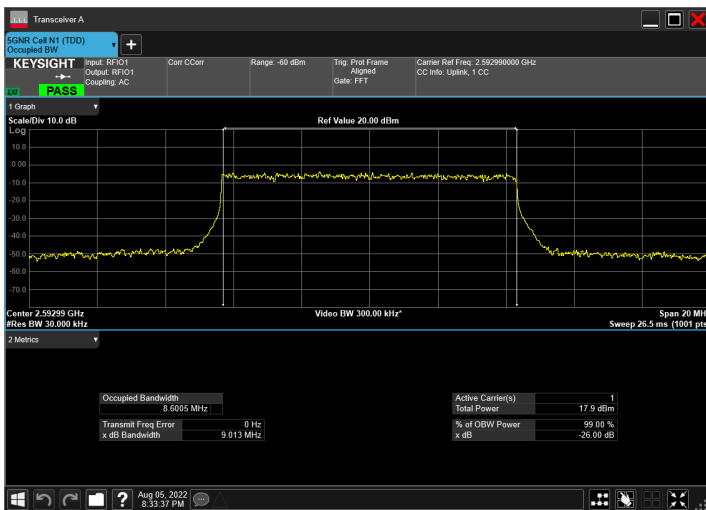 Transceiver A
5GNR Cell N1 (TDD)
Occupied BW
KEYSIGHT
LXI
PASS
Input: RFIO1
Output: RFIO1
Coupling: AC
Corr CCorr
Range: -60 dBm
Trig: Prot Frame
Aligned
Gate: FFT
Carrier Ref Freq: 2.592990000 GHz
CC Info: Uplink, 1 CC
1 Graph
Scale/Div 10.0 dB
Ref Value 20.00 dBm
Log
10.0
0.00
-10.0
-20.0
-30.0
-40.0
-50.0
-60.0
-70.0
Center 2.59299 GHz
Video BW 300.00 kHz*
Span 20 MH
#Res BW 30.000 kHz
Sweep 26.5 ms (1001 pts
2 Metrics
Occupied Bandwidth
8.6005 MHz
Transmit Freq Error 0 Hz
x dB Bandwidth 9.013 MHz
Active Carrier(s) 1
Total Power 17.9 dBm
% of OBW Power 99.00 %
x dB -26.00 dB
?
Aug 05, 2022
8:33:37 PM